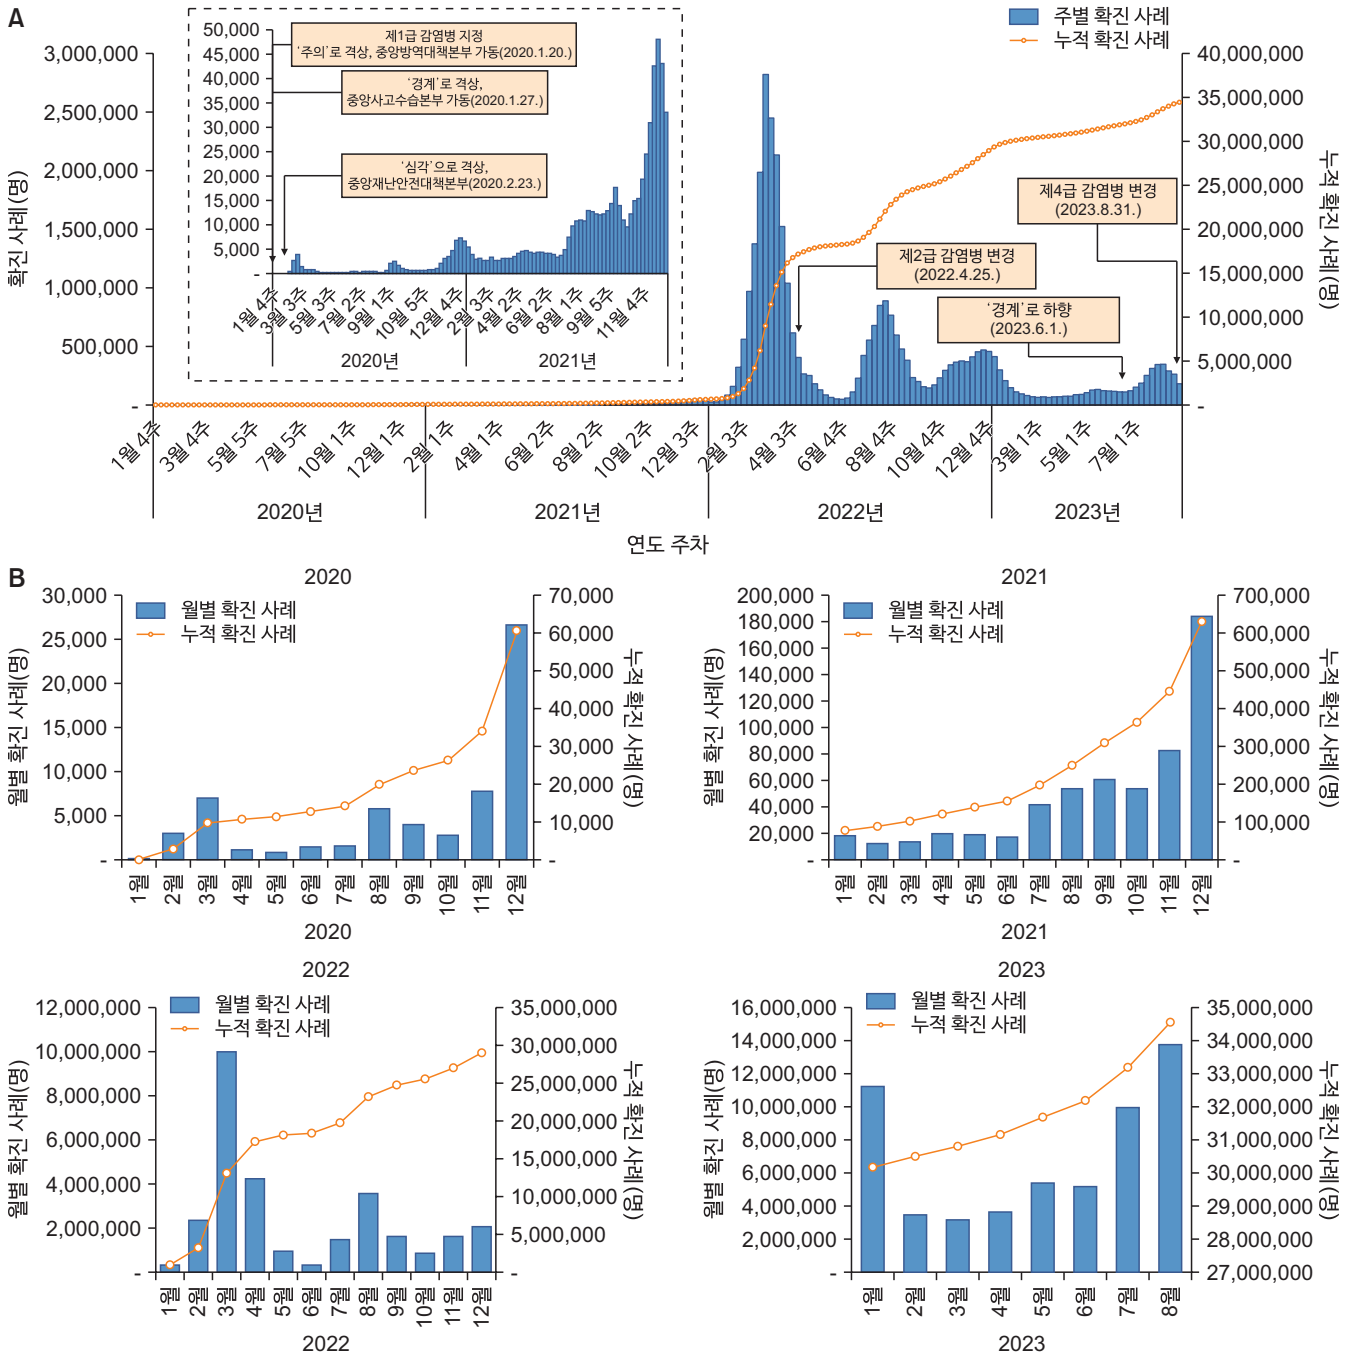 A
주별 확진 사례
누적 확진 사례
확진 사례(명)
3,000,000
2,500,000
2,000,000
1,500,000
1,000,000
500,000
-
누적 확진 사례(명)
40,000,000
35,000,000
30,000,000
25,000,000
20,000,000
15,000,000
10,000,000
5,000,000
-
50,000
45,000
40,000
35,000
30,000
25,000
20,000
15,000
10,000
5,000
-
제1급 감염병 지정
‘주의’로 격상, 중앙방역대책본부 가동(2020.1.20.)
‘경계’로 격상,
중앙사고수습본부 가동(2020.1.27.)
‘심각’으로 격상,
중앙재난안전대책본부(2020.2.23.)
1월 4주
3월 3주
5월 3주
7월 2주
9월 1주
10월 5주
12월 4주
2월 3주
4월 2주
6월 2주
8월 1주
9월 5주
11월 4주
2020년
2021년
제4급 감염병 변경
(2023.8.31.)
제2급 감염병 변경
(2022.4.25.)
‘경계’로 하향
(2023.6.1.)
1월 4주
3월 4주
5월 5주
7월 5주
10월 1주
12월 1주
2월 1주
4월 1주
6월 2주
8월 2주
10월 2주
12월 3주
2월 3주
4월 3주
6월 4주
8월 4주
10월 4주
12월 4주
3월 1주
5월 1주
7월 1주
2020년
2021년
2022년
2023년
연도 주차
B
2020
월별 확진 사례
누적 확진 사례
월별 확진 사례(명)
30,000
25,000
20,000
15,000
10,000
5,000
-
누적 확진 사례(명)
70,000
60,000
50,000
40,000
30,000
20,000
10,000
-
1월
2월
3월
4월
5월
6월
7월
8월
9월
10월
11월
12월
2020
2021
월별 확진 사례
누적 확진 사례
월별 확진 사례(명)
200,000
180,000
160,000
140,000
120,000
100,000
80,000
60,000
40,000
20,000
-
누적 확진 사례(명)
700,000
600,000
500,000
400,000
300,000
200,000
100,000
-
1월
2월
3월
4월
5월
6월
7월
8월
9월
10월
11월
12월
2021
2022
월별 확진 사례
누적 확진 사례
월별 확진 사례(명)
12,000,000
10,000,000
8,000,000
6,000,000
4,000,000
2,000,000
-
누적 확진 사례(명)
35,000,000
30,000,000
25,000,000
20,000,000
15,000,000
10,000,000
5,000,000
-
1월
2월
3월
4월
5월
6월
7월
8월
9월
10월
11월
12월
2022
2023
월별 확진 사례
누적 확진 사례
월별 확진 사례(명)
16,000,000
14,000,000
12,000,000
10,000,000
8,000,000
6,000,000
4,000,000
2,000,000
-
누적 확진 사례(명)
35,000,000
34,000,000
33,000,000
32,000,000
31,000,000
30,000,000
29,000,000
28,000,000
27,000,000
1월
2월
3월
4월
5월
6월
7월
8월
2023